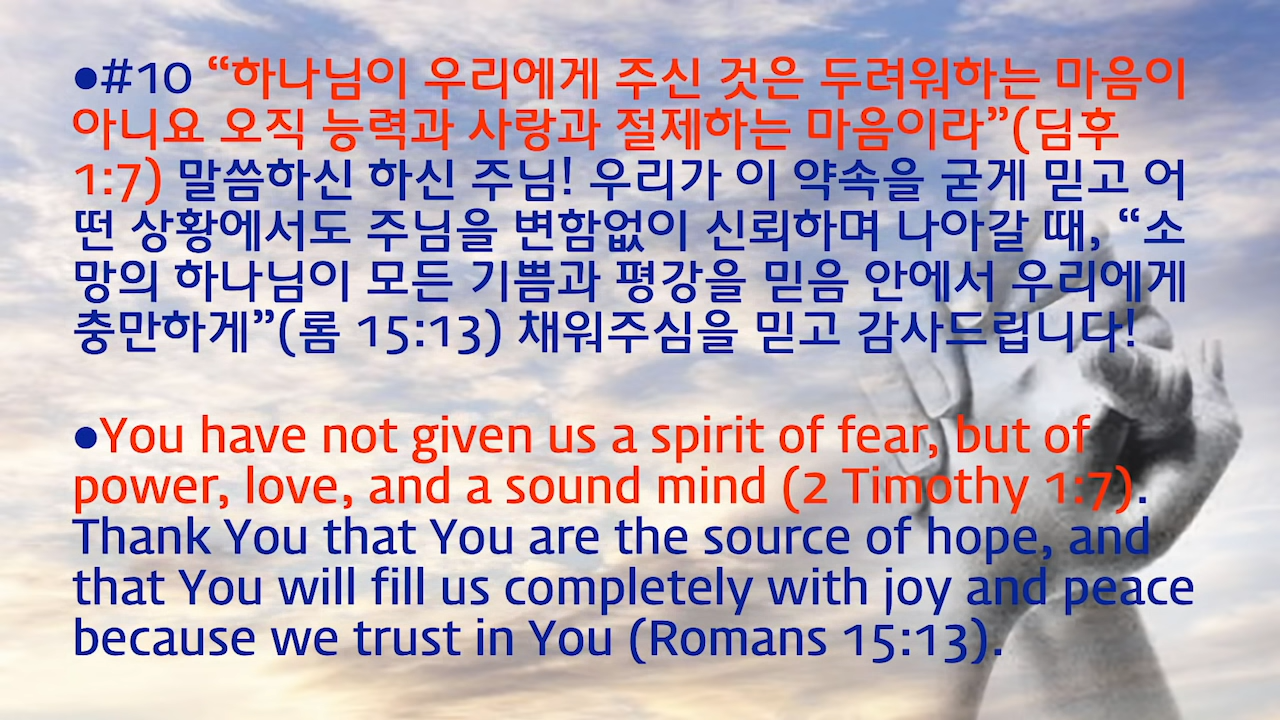 ●#10 “하나님이 우리에게 주신 것은 두려워하는 마음이
아니요 오직 능력과 사랑과 절제하는 마음이라”(딤후
1:7) 말씀하신 하신 주님! 우리가 이 약속을 굳게 믿고 어
떤 상황에서도 주님을 변함없이 신뢰하며 나아갈 때, “소
망의 하나님이 모든 기쁨과 평강을 믿음 안에서 우리에게
충만하게”(롬 15:13) 채워주심을 믿고 감사드립니다!
●You have not given us a spirit of fear, but of
power, love, and a sound mind (2 Timothy 1:7).
Thank You that You are the source of hope, and
that You will fill us completely with joy and peace
because we trust in You (Romans 15:13).